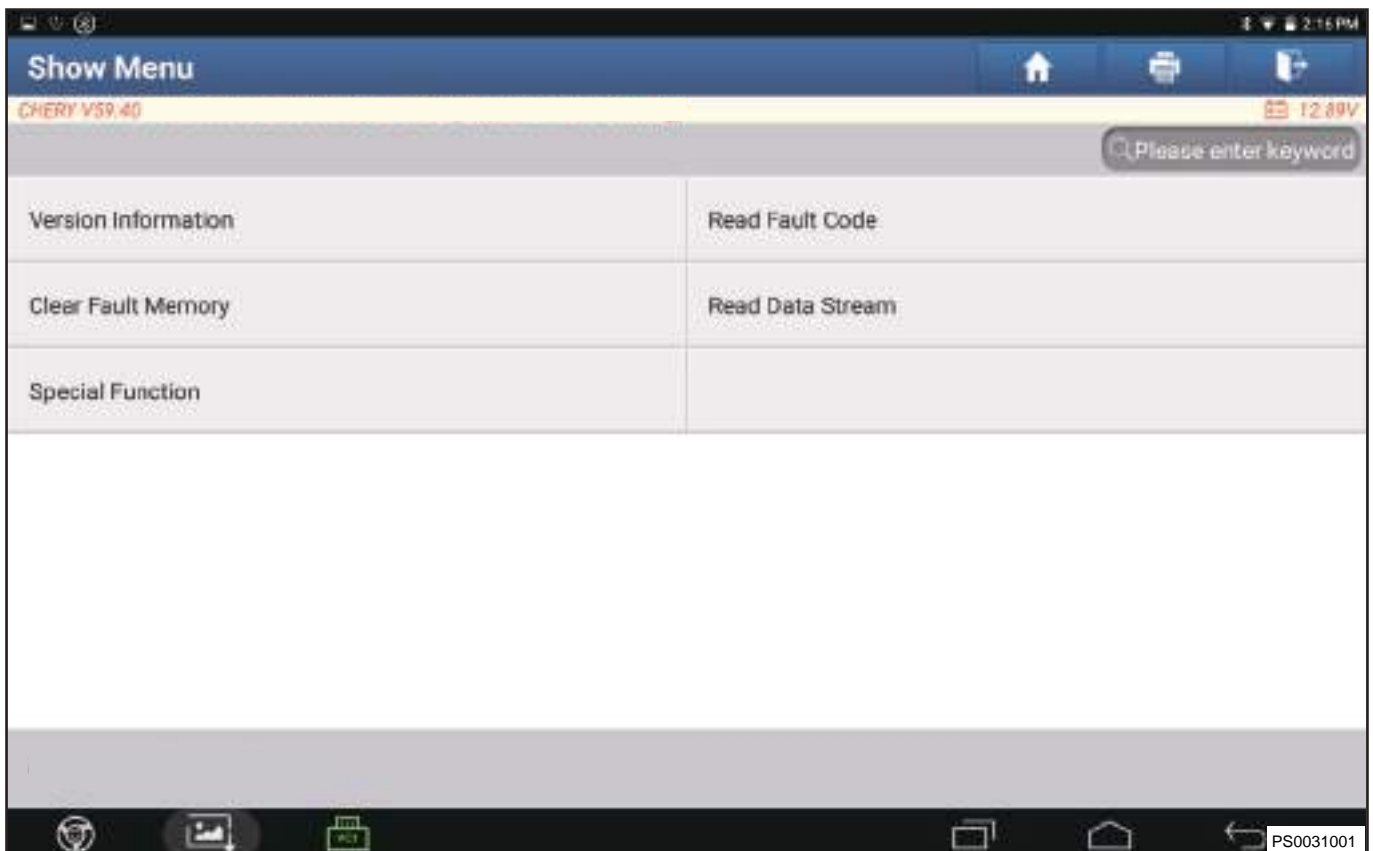 2:16 PM
Show Menu
CHERY V59.40
12.89V
Please enter keyword
Version Information
Read Fault Code
Clear Fault Memory
Read Data Stream
Special Function
PS0031001